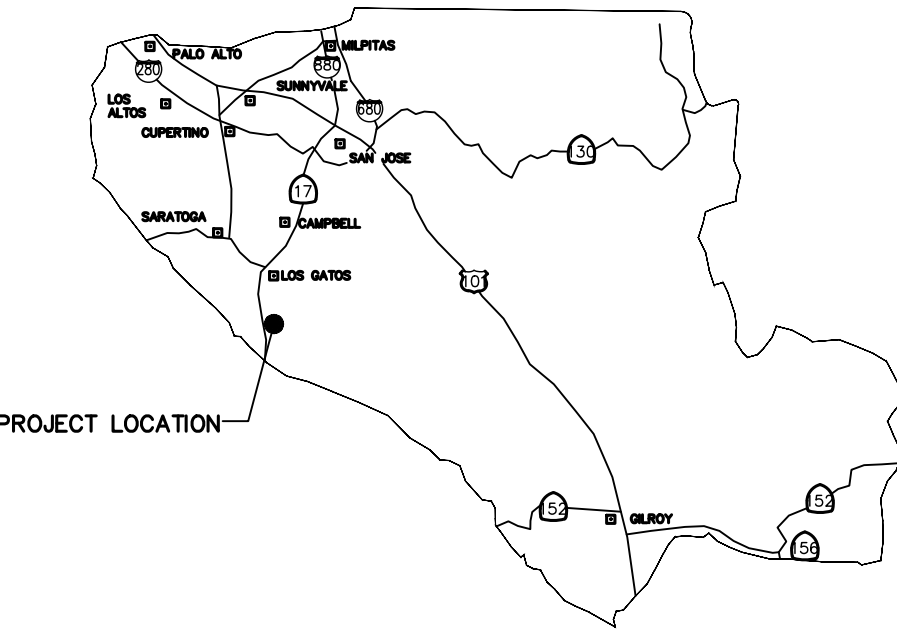 PALO ALTO
MILPITAS
280
880
SUNNYVALE
LOS
ALTOS
680
CUPERTINO
130
SAN JOSE
17
SARATOGA
CAMPBELL
LOS GATOS
101
PROJECT LOCATION
152
152
GILROY
156